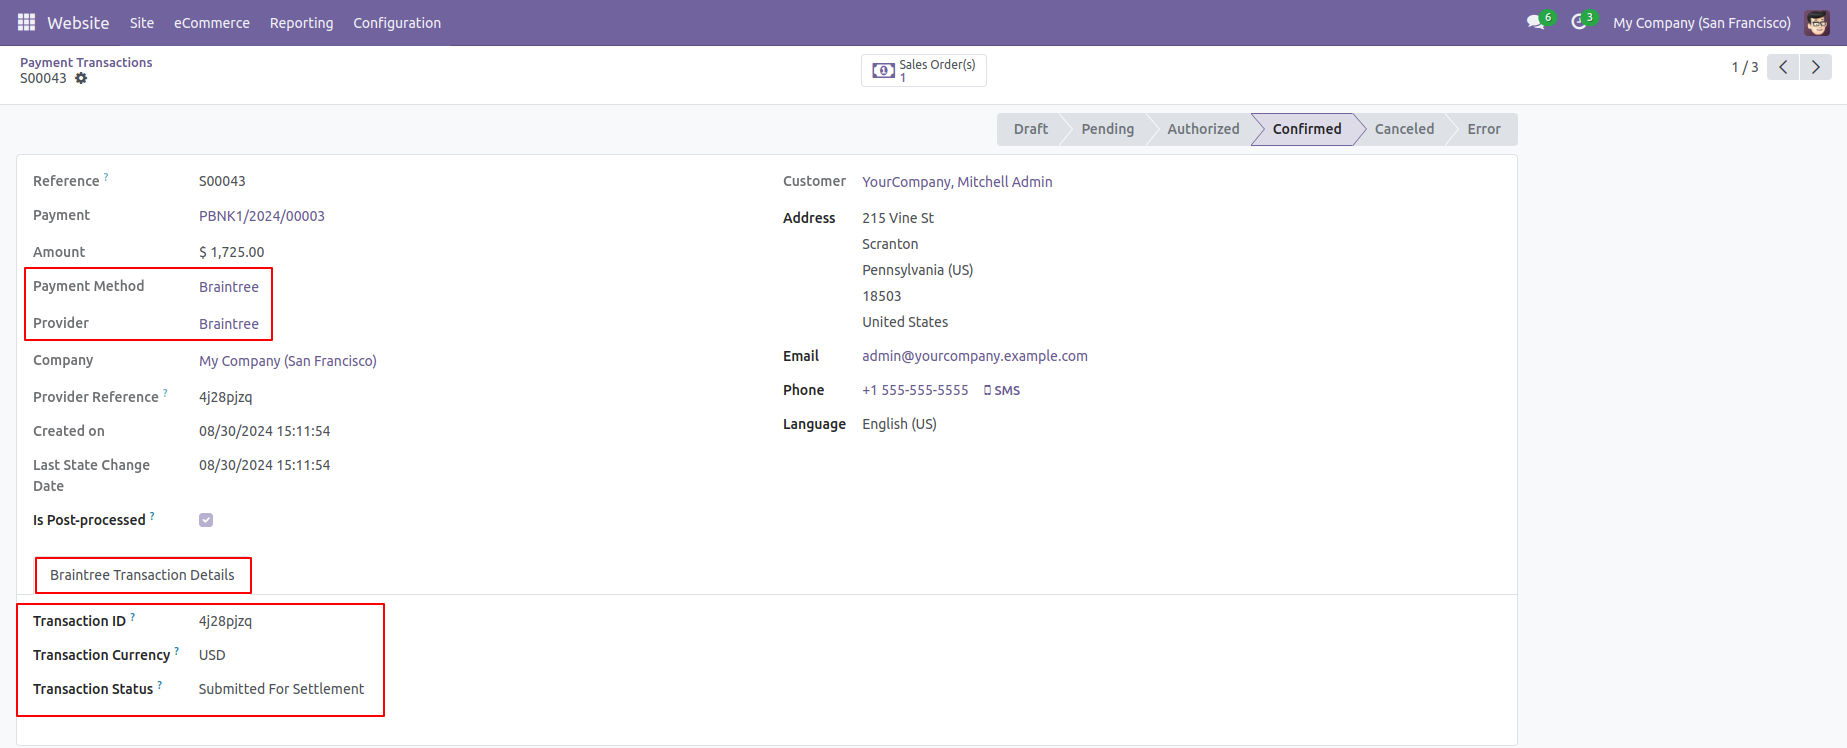 Website Site eCommerce Reporting Configuration 6 3 My Company (San Francisco)
Payment Transactions
S00043
Sales Order(s)
1
1 / 3
Draft Pending Authorized Confirmed Canceled Error
Reference ? S00043
Payment PBNK1/2024/00003
Amount $ 1,725.00
Payment Method Braintree
Provider Braintree
Company My Company (San Francisco)
Provider Reference ? 4j28pjzq
Created on 08/30/2024 15:11:54
Last State Change 08/30/2024 15:11:54
Date
Is Post-processed ?
Customer YourCompany, Mitchell Admin
Address 215 Vine St
Scranton
Pennsylvania (US)
18503
United States
Email admin@yourcompany.example.com
Phone +1 555-555-5555 SMS
Language English (US)
Braintree Transaction Details
Transaction ID ? 4j28pjzq
Transaction Currency ? USD
Transaction Status ? Submitted For Settlement